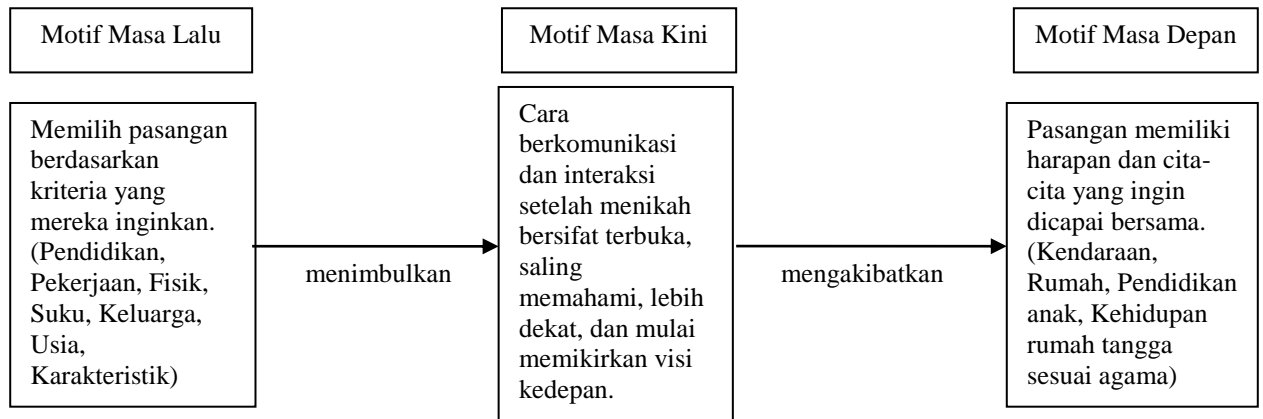 Motif Masa Lalu
Motif Masa Kini
Motif Masa Depan
Memilih pasangan
berdasarkan
kriteria yang
mereka inginkan.
(Pendidikan,
Pekerjaan, Fisik,
Suku, Keluarga,
Usia,
Karakteristik)
menimbulkan
Cara
berkomunikasi
dan interaksi
setelah menikah
bersifat terbuka,
saling
memahami, lebih
dekat, dan mulai
memikirkan visi
kedepan.
mengakibatkan
Pasangan memiliki
harapan dan cita-
cita yang ingin
dicapai bersama.
(Kendaraan,
Rumah, Pendidikan
anak, Kehidupan
rumah tangga
sesuai agama)